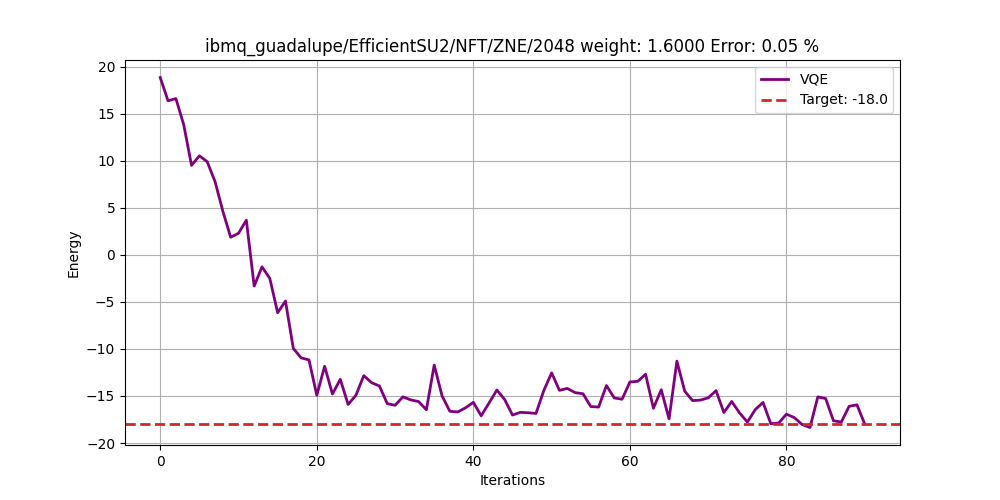 ibmq_guadalupe/EfficientSU2/NFT/ZNE/2048 weight: 1.6000 Error: 0.05 %
VQE
Target: -18.0
20
15
10
5
0
−5
−10
−15
−20
Energy
0 20 40 60 80
Iterations